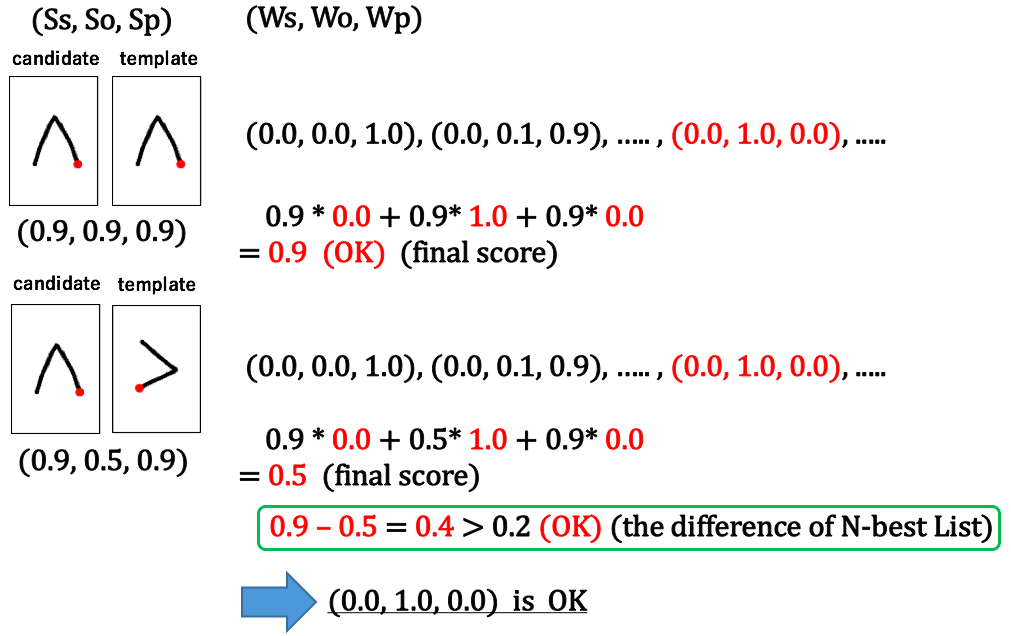 (Ss, So, Sp)
(Ws, Wo, Wp)
candidate template
(0.0, 0.0, 1.0), (0.0, 0.1, 0.9), ..... , (0.0, 1.0, 0.0), .....
0.9 * 0.0 + 0.9* 1.0 + 0.9* 0.0
(0.9, 0.9, 0.9)
= 0.9 (OK) (final score)
candidate template
(0.0, 0.0, 1.0), (0.0, 0.1, 0.9), ..... , (0.0, 1.0, 0.0), .....
0.9 * 0.0 + 0.5* 1.0 + 0.9* 0.0
(0.9, 0.5, 0.9)
= 0.5 (final score)
0.9 – 0.5 = 0.4 > 0.2 (OK) (the difference of N-best List)
(0.0, 1.0, 0.0) is OK